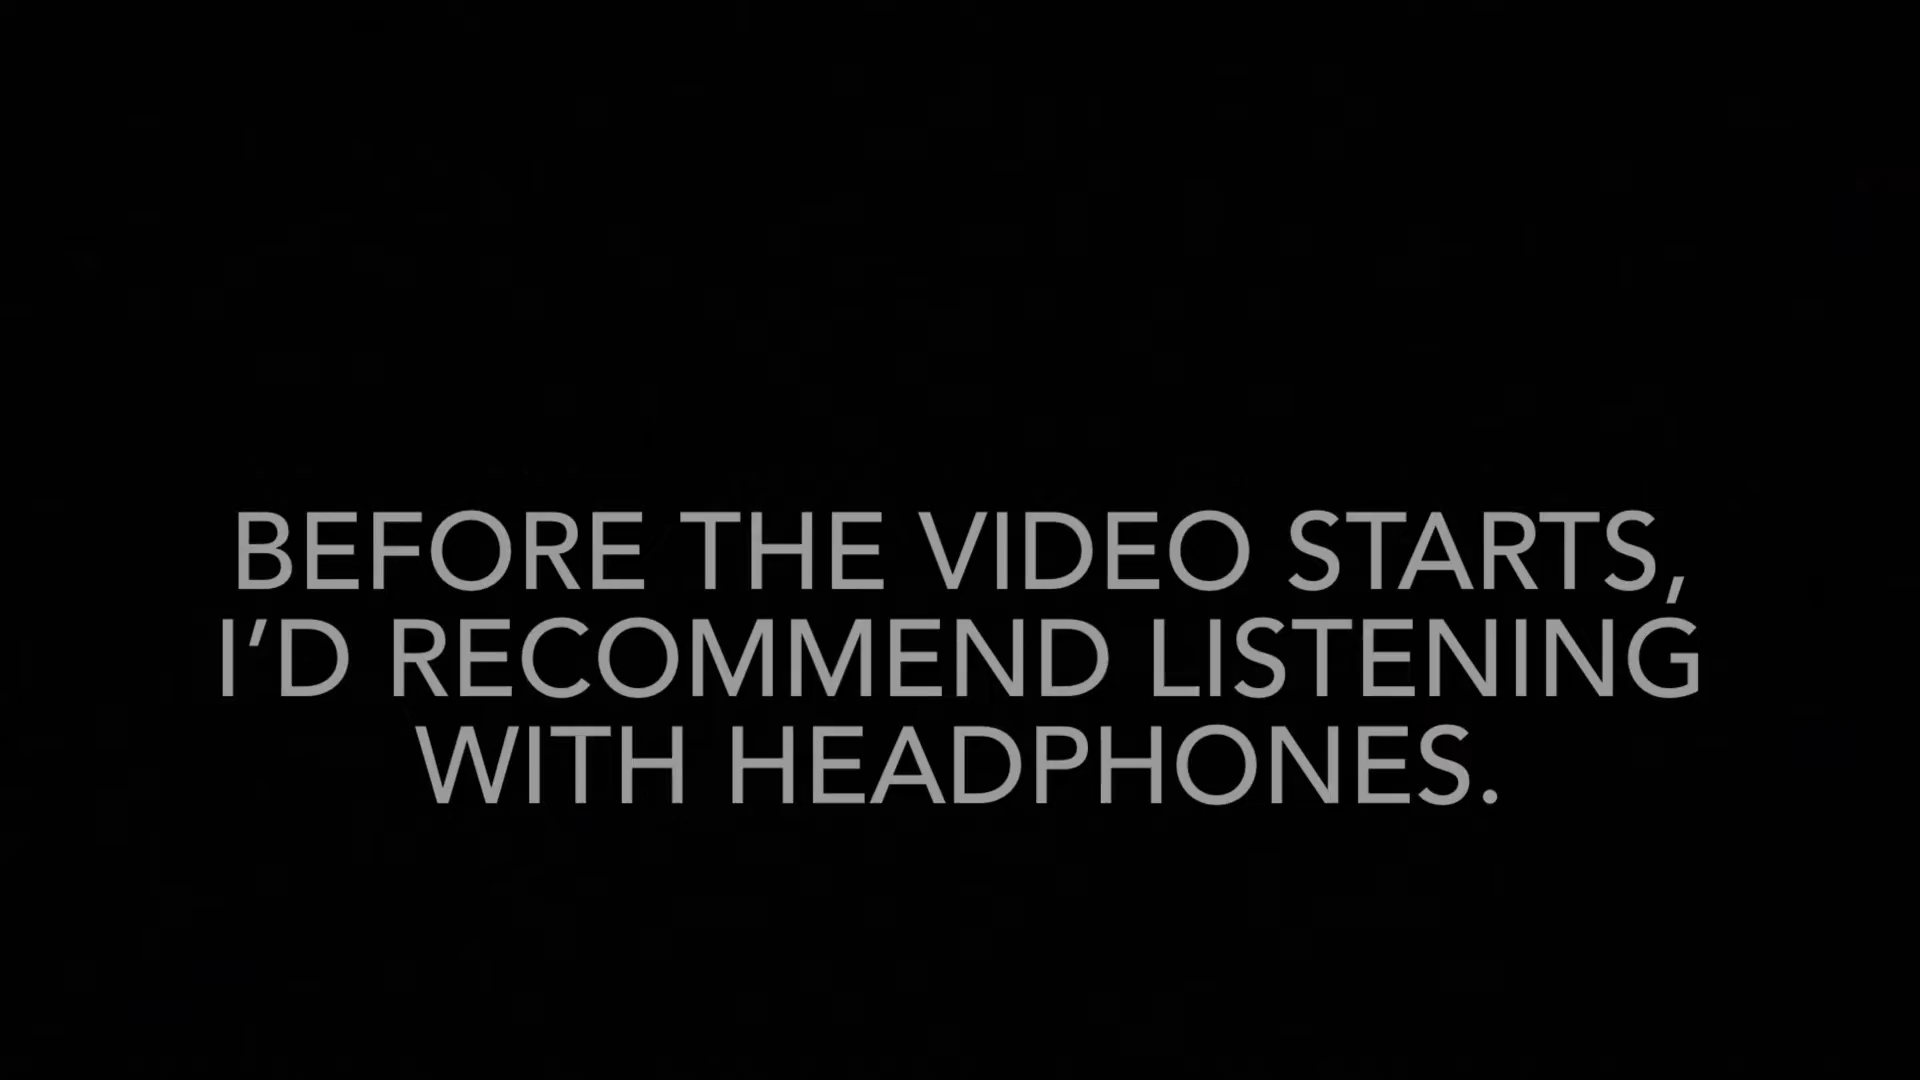 BEFORE THE VIDEO STARTS,
I’D RECOMMEND LISTENING
WITH HEADPHONES.